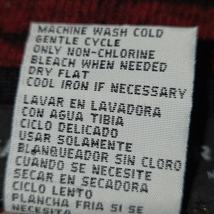 MACHINE WASH COLD
GENTLE CYCLE
ONLY NON-CHLORINE
BLEACH WHEN NEEDED
DRY FLAT
COOL IRON IF NECESSARY
LAVAR EN LAVADORA
CON AGUA TIBIA
CICLO DELICADO
USAR SOLAMENTE
BLANQUEADOR SIN CLORO
CUANDO SE NECESITE
SECAR EN SECADORA
CICLO LENTO
PLANCHA FRIA SI SE
NECESITE